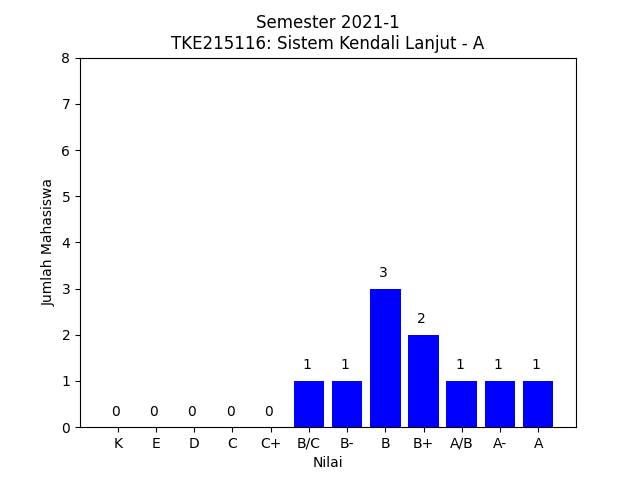 Semester 2021-1
TKE215116: Sistem Kendali Lanjut - A
8
7
6
5
4
3
2
1
0
Jumlah Mahasiswa
0 0 0 0 0 1 1 3 2 1 1 1
K E D C C+ B/C B- B B+ A/B A- A
Nilai